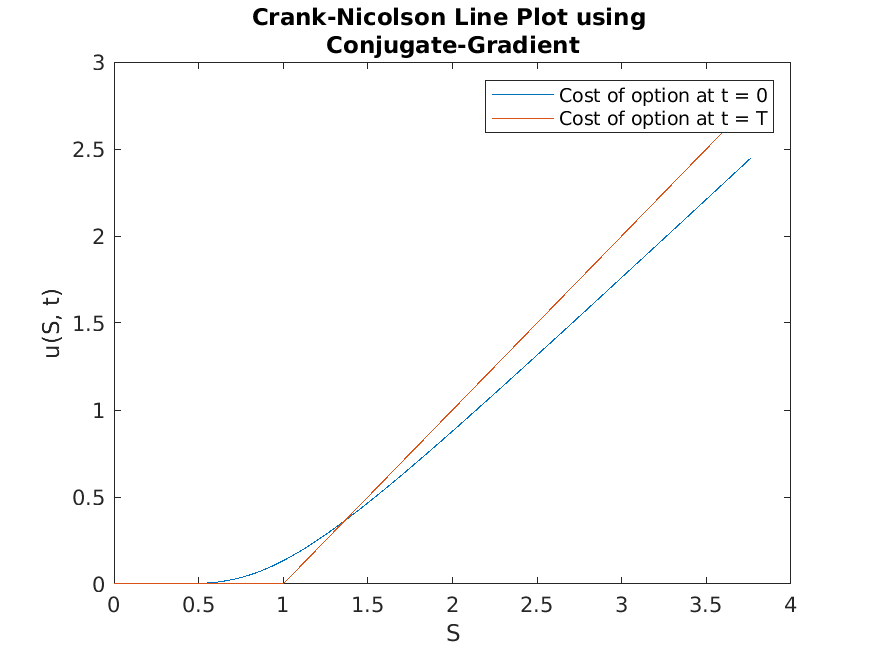 Crank-Nicolson Line Plot using
Conjugate-Gradient
3
2.5
2
1.5
1
0.5
0
u(S, t)
Cost of option at t = 0
Cost of option at t = T
0 0.5 1 1.5 2 2.5 3 3.5 4
S